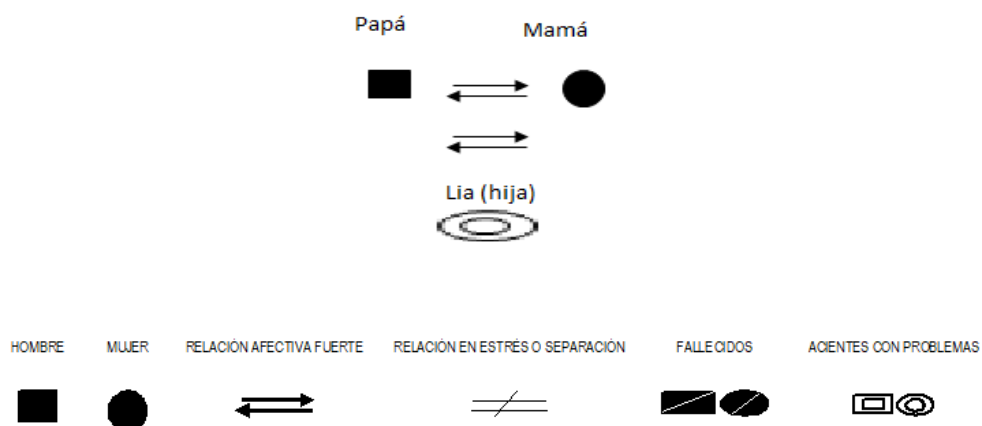 Papá Mamá
Lia (hija)
HOMBRE MUJER RELACIÓN AFECTIVA FUERTE RELACIÓN EN ESTRÉS O SEPARACIÓN FALLECIDOS ACIENTES CON PROBLEMAS